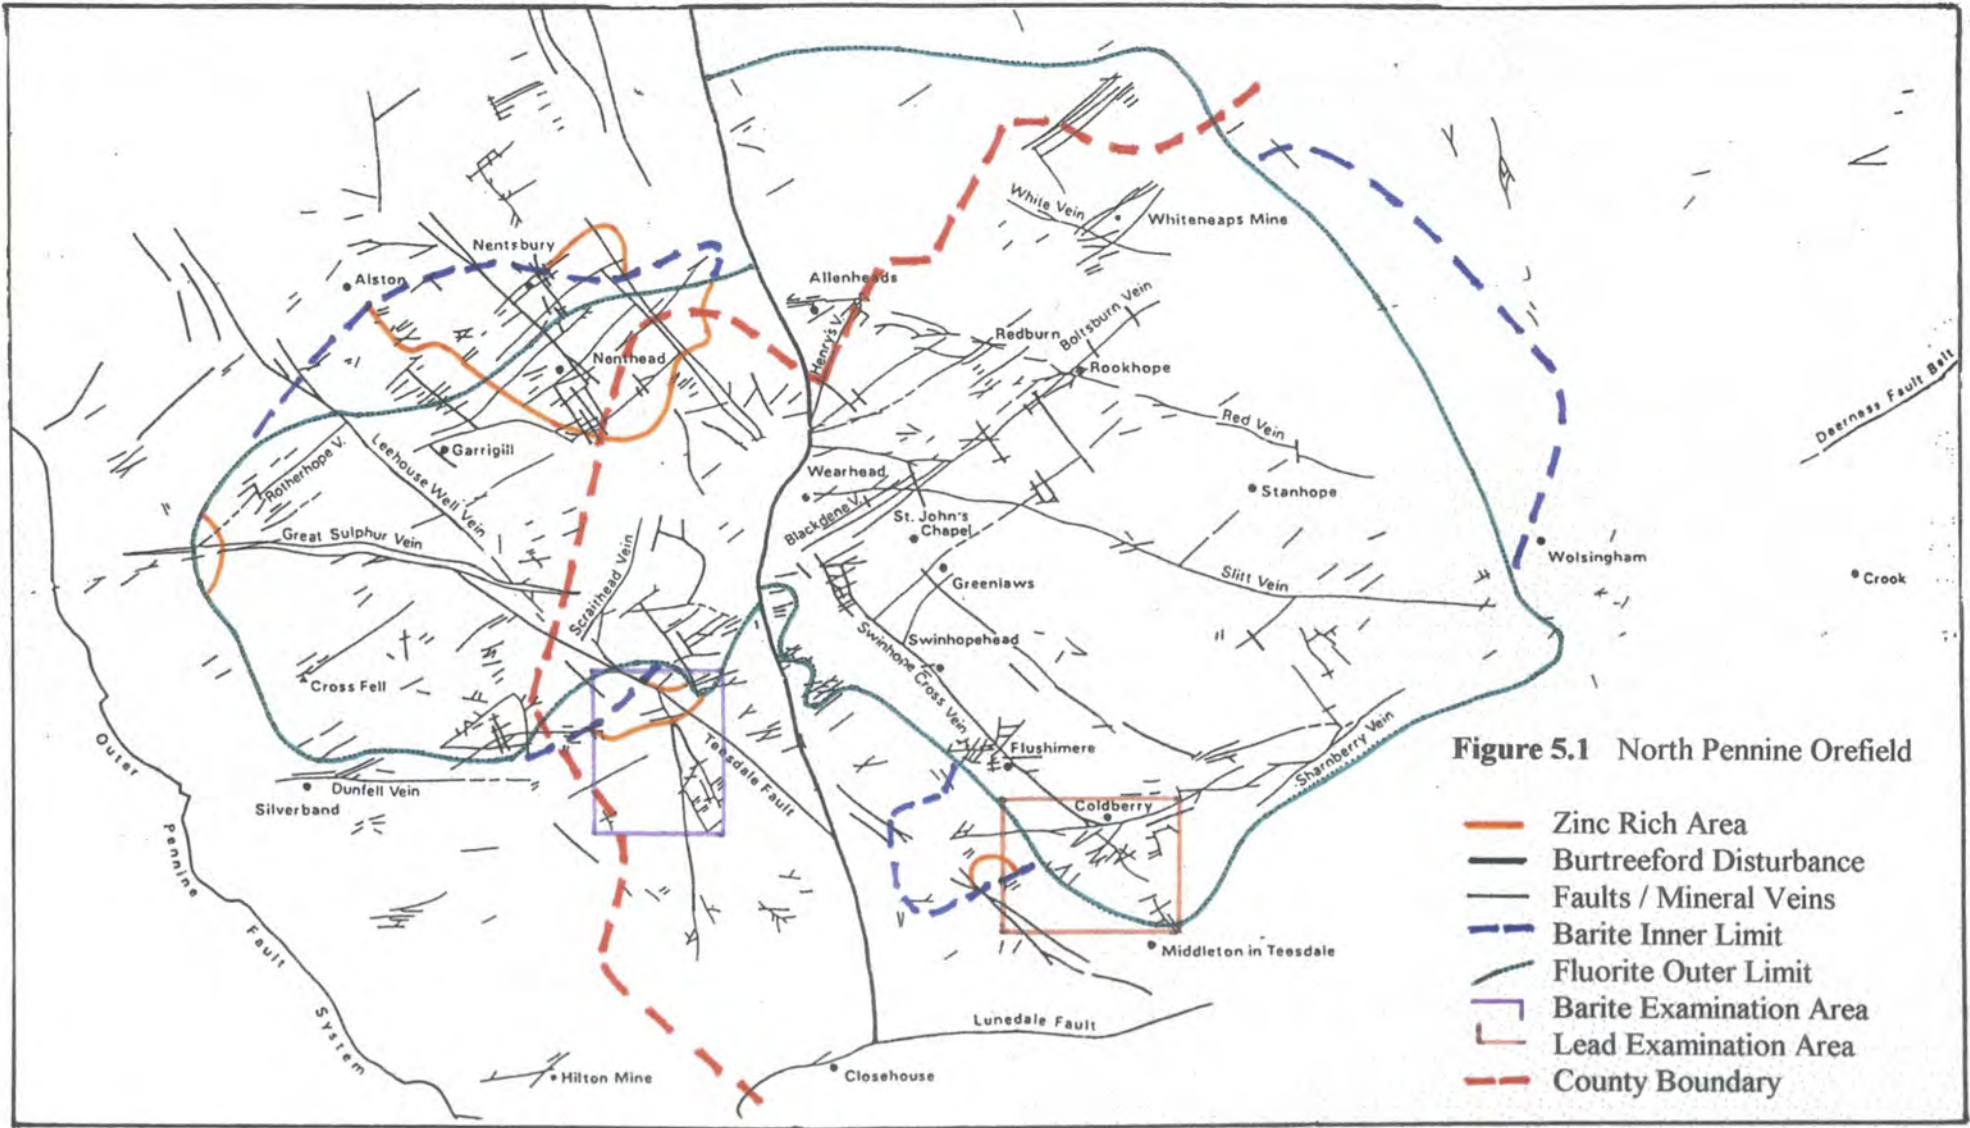 White Vein
Whiteheaps Mine
Nentsbury
Alston
Allenheads
Henry's V.
Redburn
Boltsburn Vein
Nenthead
Rookhope
Deerness Fault Belt
Red Vein
Garrigill
Rotherhope V.
Leehouse Well Vein
Wearhead
Stanhope
Blackdene V.
St. John's
Chapel
Great Sulphur Vein
Wolsingham
Crook
Scraithead Vein
Greenlaws
Slitt Vein
Swinhopehead
Swinhope Cross Vein
Cross Fell
Outer Pennine Fault System
Teesdale Fault
Flushimere
Sharnberry Vein
Figure 5.1 North Pennine Orefield
Dunfell Vein
Silverband
Coldberry
Zinc Rich Area
Burtreeford Disturbance
Faults / Mineral Veins
Barite Inner Limit
Middleton in Teesdale
Fluorite Outer Limit
Barite Examination Area
Lunedale Fault
Lead Examination Area
Hilton Mine
Closehouse
County Boundary